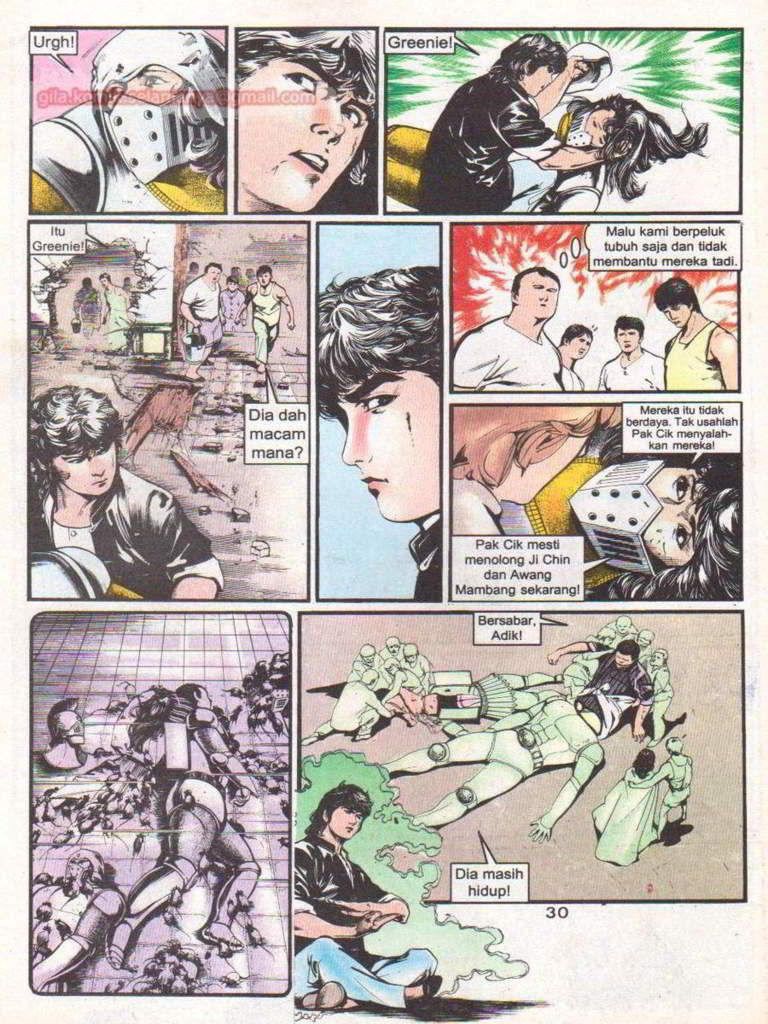 Urgh!
Greenie!
Itu
Greenie!
Dia dah
macam
mana?
Malu kami berpeluk
tubuh saja dan tidak
membantu mereka tadi.
Mereka itu tidak
berdaya. Tak usahlah
Pak Cik menyalah-
kan mereka!
Pak Cik mesti
menolong Ji Chin
dan Awang
Mambang sekarang!
Bersabar,
Adik!
Dia masih
hidup!
30